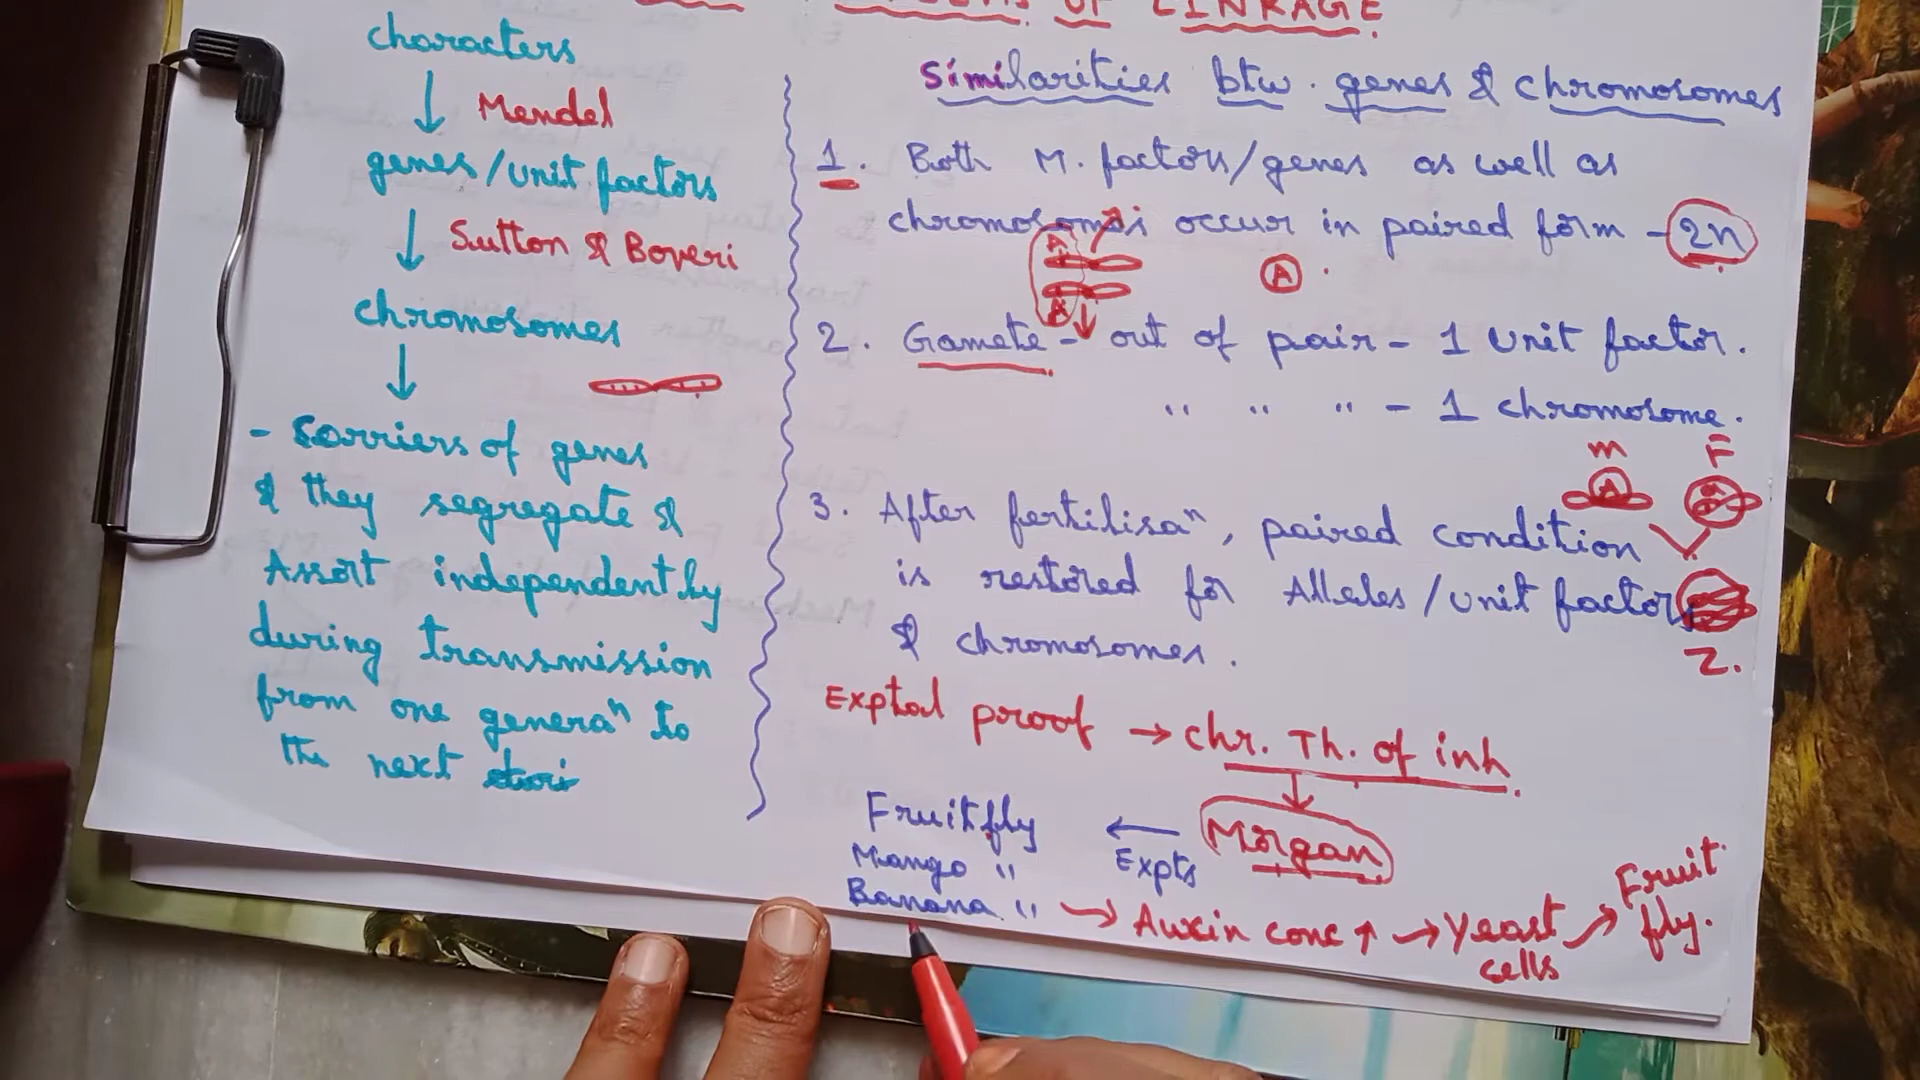 OF LINKAGE
characters
↓ Mendel
genes/unit factors
↓ Sutton & Boveri
chromosomes
↓
- Carriers of genes
& they segregate &
Assort independently
during transmission
from one generaⁿ to
the next
Similarities btw. genes & chromosomes
1. Both M. factors/genes as well as
chromosomes occur in paired form - 2n
A
A
A
2. Gamete - out of pair - 1 unit factor.
" " " - 1 chromosome.
M F
A
3. After fertilisaⁿ, paired condition
is restored for Alleles/unit factors
& chromosomes.
Z.
Exptal proof → chr. Th. of inh
↓
Fruitfly ← Expts Morgan
Mango "
Banana " → Auxin conc ↑ → Yeast cells → Fruit fly.